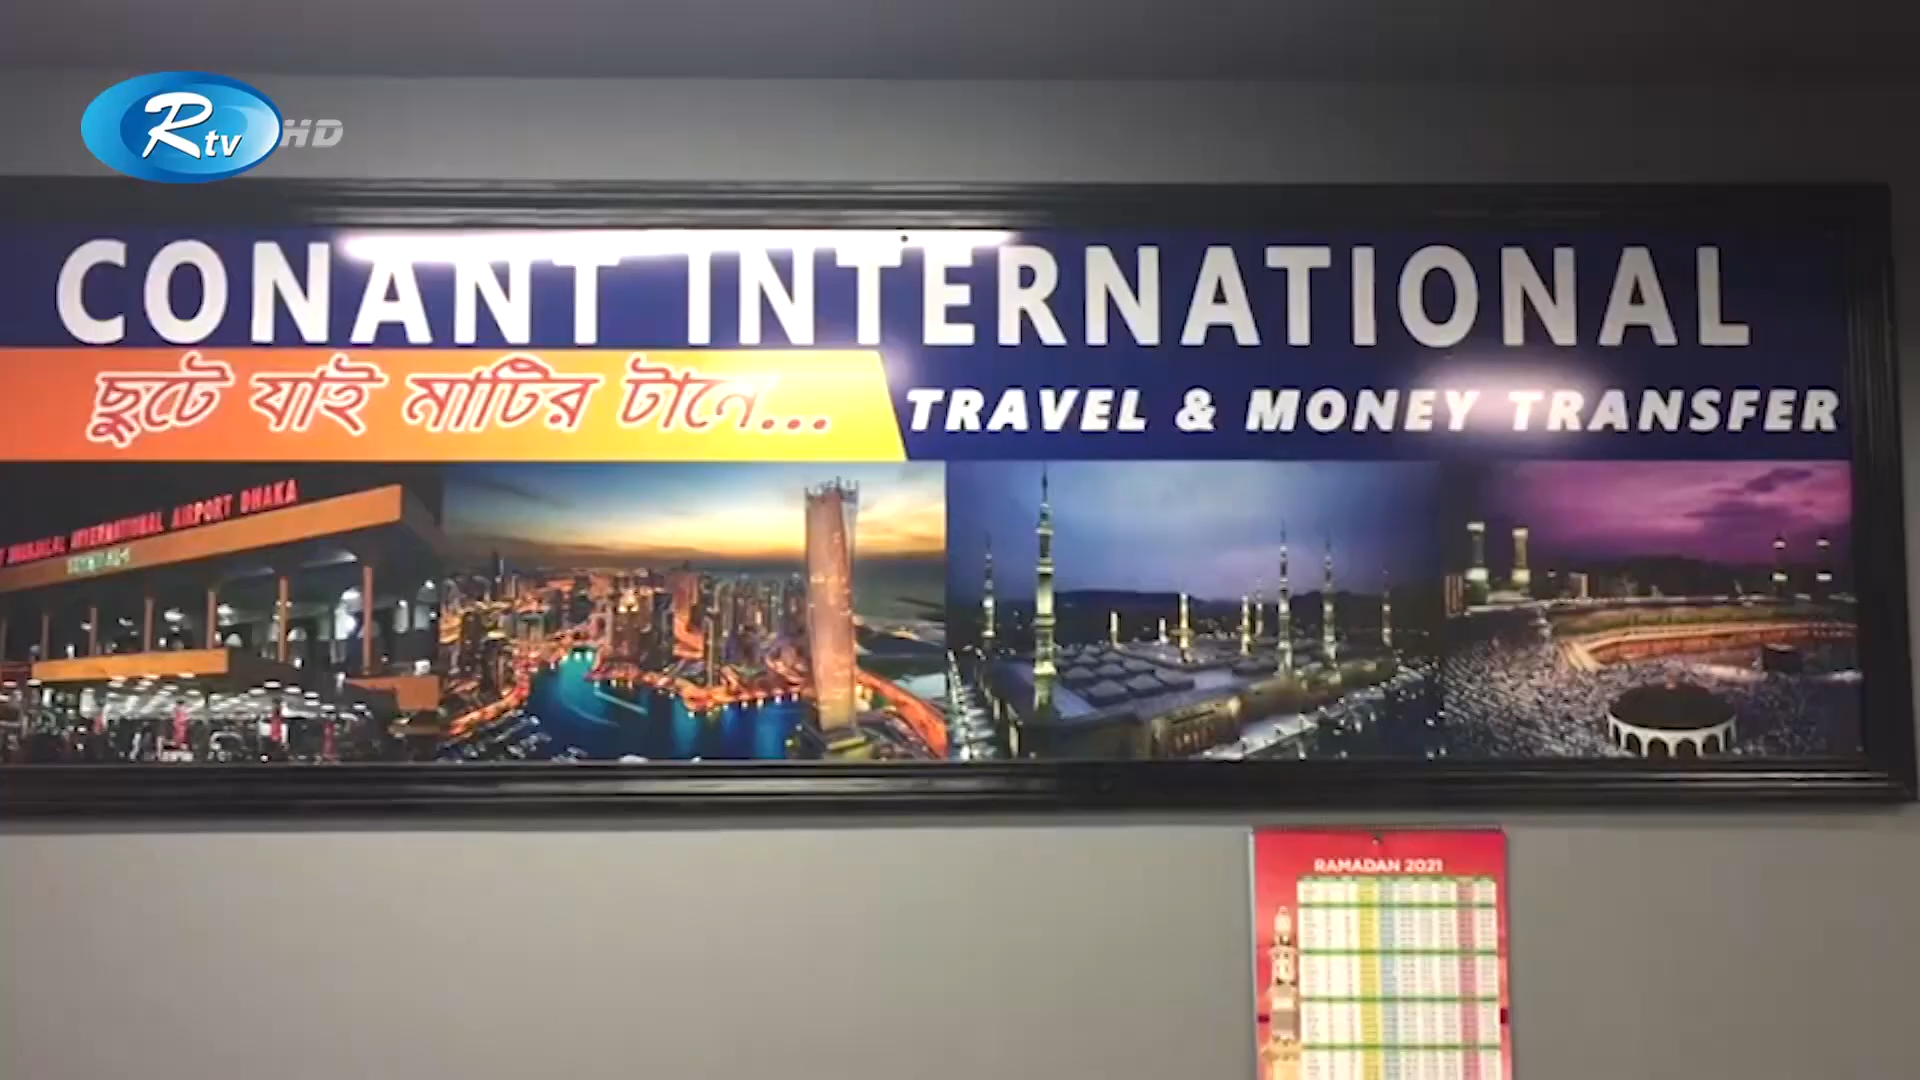 Rtv HD
CONANT INTERNATIONAL
ছুটে যাই মাটির টানে...
TRAVEL & MONEY TRANSFER
INTERNATIONAL AIRPORT DHAKA
RAMADAN 2021